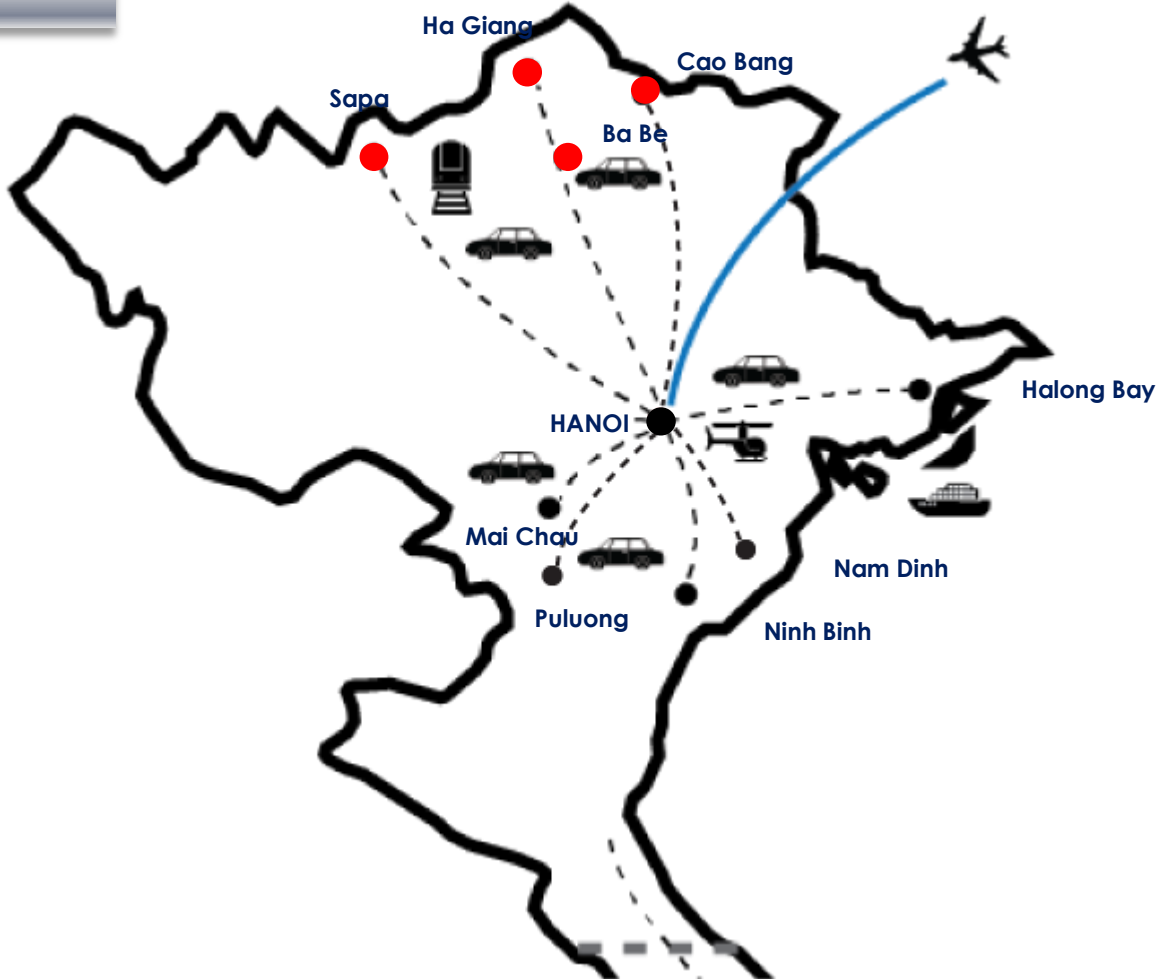 Ha Giang
Cao Bang
Sapa
Ba Be
Halong Bay
HANOI
Mai Chau
Nam Dinh
Puluong
Ninh Binh